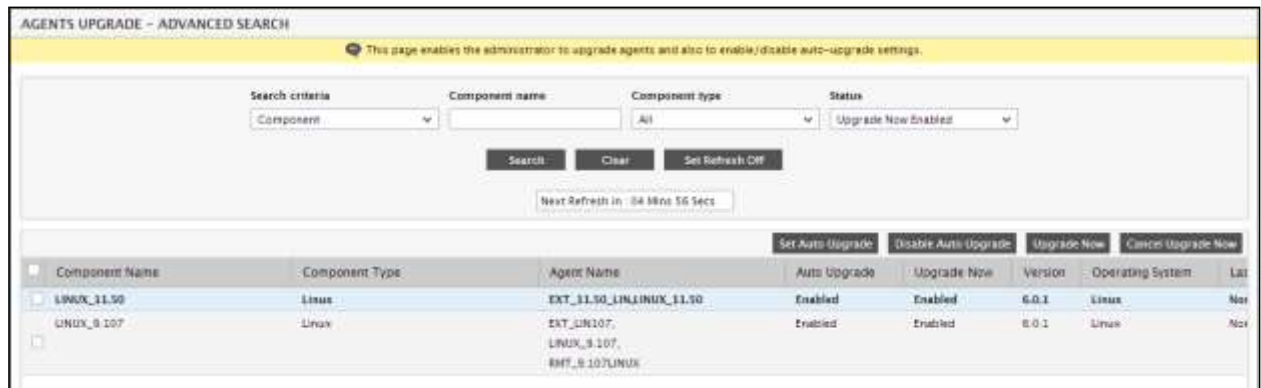 AGENTS UPGRADE – ADVANCED SEARCH
This page enables the administrator to upgrade agents and also to enable/disable auto-upgrade settings.
Search criteria Component name Component type Status
Component All Upgrade Now Enabled
Search Clear Set Refresh Off
Next Refresh in : 04 Mins 56 Secs
Set Auto Upgrade Disable Auto Upgrade Upgrade Now Cancel Upgrade Now
Component Name Component Type Agent Name Auto Upgrade Upgrade Now Version Operating System Las
LINUX_11.50 Linux EXT_11.50_LIN,LINUX_11.50 Enabled Enabled 6.0.1 Linux Nor
LINUX_9.107 Linux EXT_LIN107, Enabled Enabled 6.0.1 Linux Nor
LINUX_9.107,
RMT_9.107LINUX